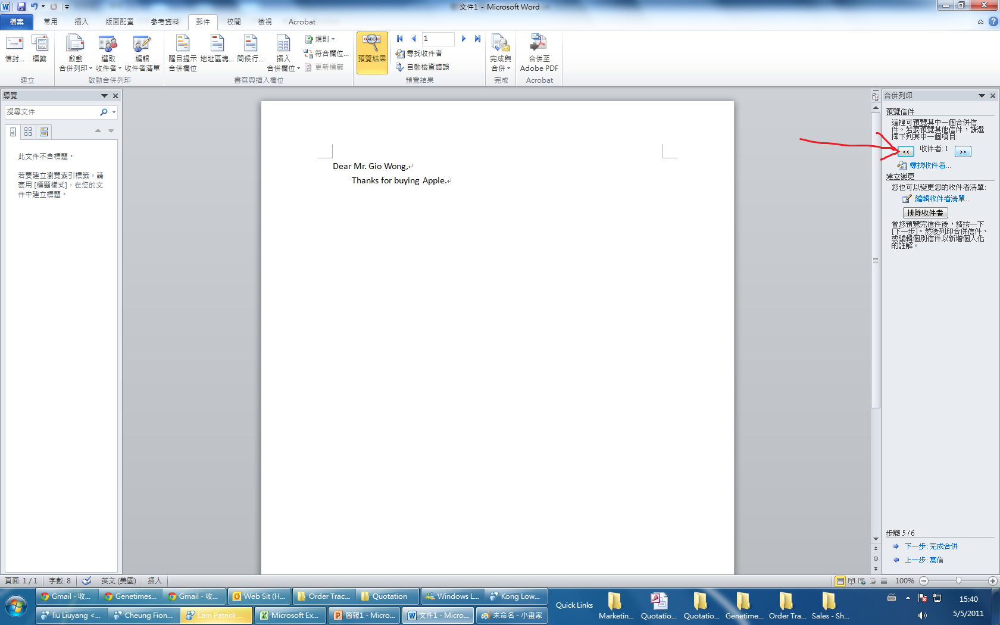 文件1 - Microsoft Word
檔案 常用 插入 版面配置 參考資料 郵件 校閱 檢視 Acrobat
信封... 標籤
建立
啟動
合併列印
選取
收件者
編輯
收件者清單
啟動合併列印
醒目提示
合併欄位
地址區塊...
問候行...
插入
合併欄位
規則
符合欄位...
更新標籤
書寫與插入欄位
預覽結果
1
尋找收件者
自動檢查錯誤
預覽結果
完成與
合併
完成
合併至
Adobe PDF
Acrobat
導覽
搜尋文件
此文件不含標題。
若要建立瀏覽索引標籤，請
套用 [標題樣式]，在您的文
件中建立標題。
Dear Mr. Gio Wong,
Thanks for buying Apple.
合併列印
預覽信件
這裡可預覽其中一個合併信
件。若要預覽其他信件，請選
擇下列其中一個項目:
<< 收件者: 1 >>
尋找收件者...
建立變更
您也可以變更您的收件者清單:
編輯收件者清單...
排除收件者
當您預覽完信件後，請按一下
[下一步]。然後列印合併信件、
或編輯個別信件以新增個人化
的註解。
步驟 5 / 6
下一步: 完成合併
上一步: 寫信
頁面: 1 / 1 字數: 8 英文 (美國) 插入 100%
Gmail - 收... Genetimes... Gmail - 收... Web Sit (H... Order Trac... Quotation Windows L... Kong Low...
liu Liuyang <... Cheung Fion... Lam Patrick ... Microsoft Ex... 簡報1 - Micro... 文件1 - Micro... 未命名 - 小畫家
Quick Links Marketin... Quotatio... Quotatio... Genetime... Order Tra... Sales - Sh...
15:40
5/5/2011